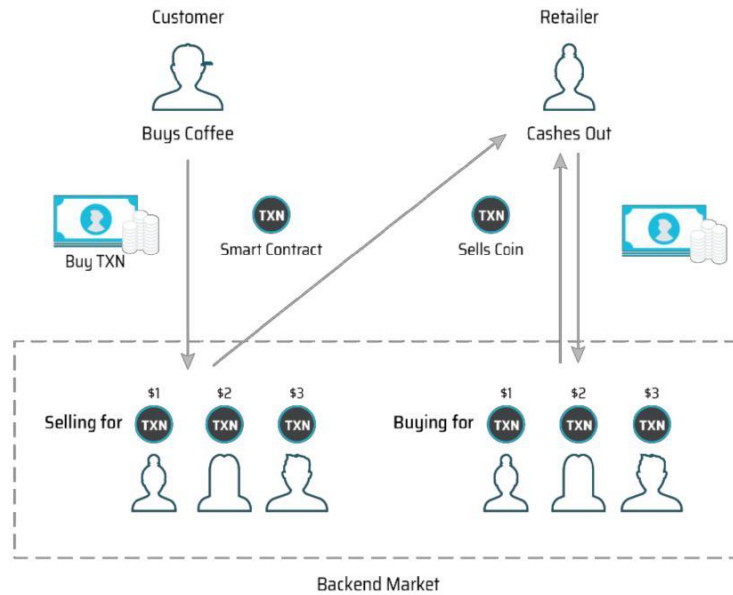 Customer
Retailer
Buys Coffee
Cashes Out
TXN
TXN
Buy TXN
Smart Contract
Sells Coin
$1 $2 $3
$1 $2 $3
Selling for TXN TXN TXN
Buying for TXN TXN TXN
Backend Market